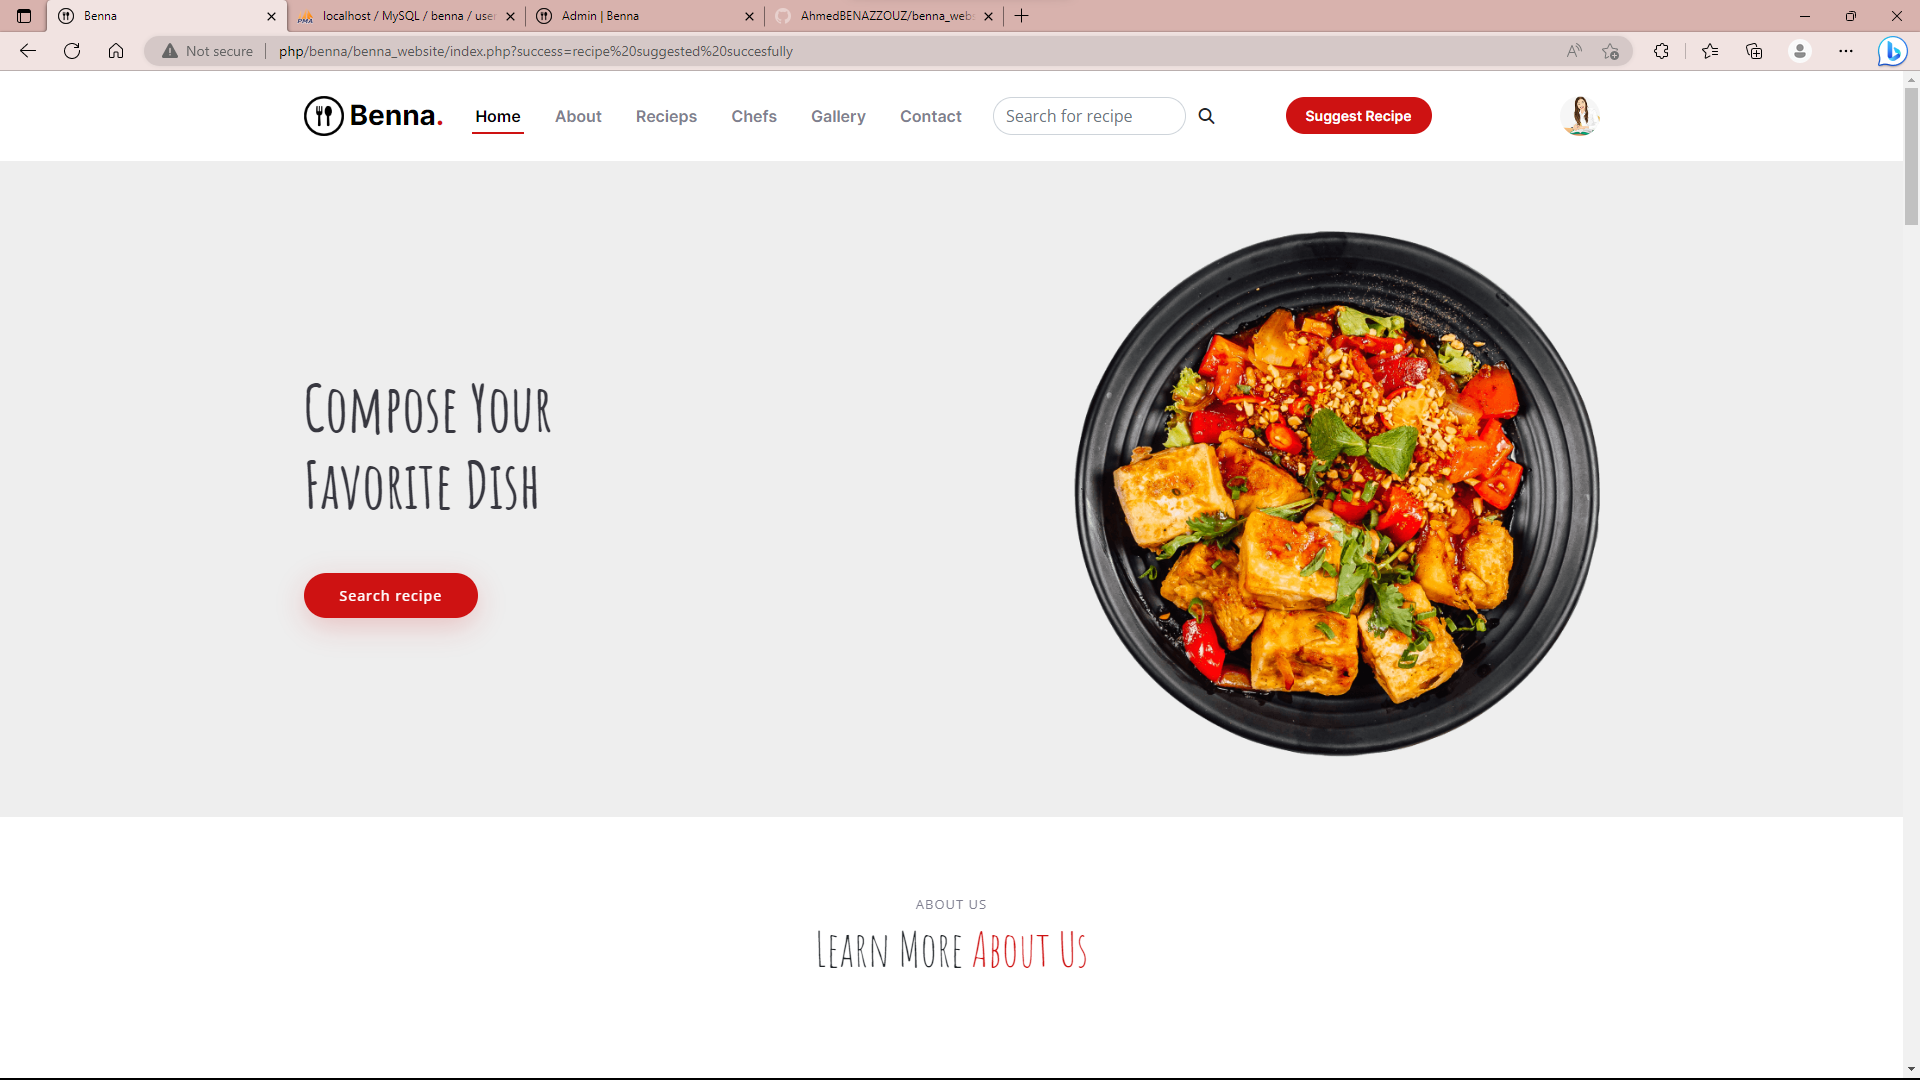 Benna
localhost / MySQL / benna / user
Admin | Benna
AhmedBENAZZOUZ/benna_webs
Not secure
php/benna/benna_website/index.php?success=recipe%20suggested%20succesfully
Benna.
Home
About
Recieps
Chefs
Gallery
Contact
Search for recipe
Suggest Recipe
Compose Your
Favorite Dish
Search recipe
ABOUT US
Learn More About Us